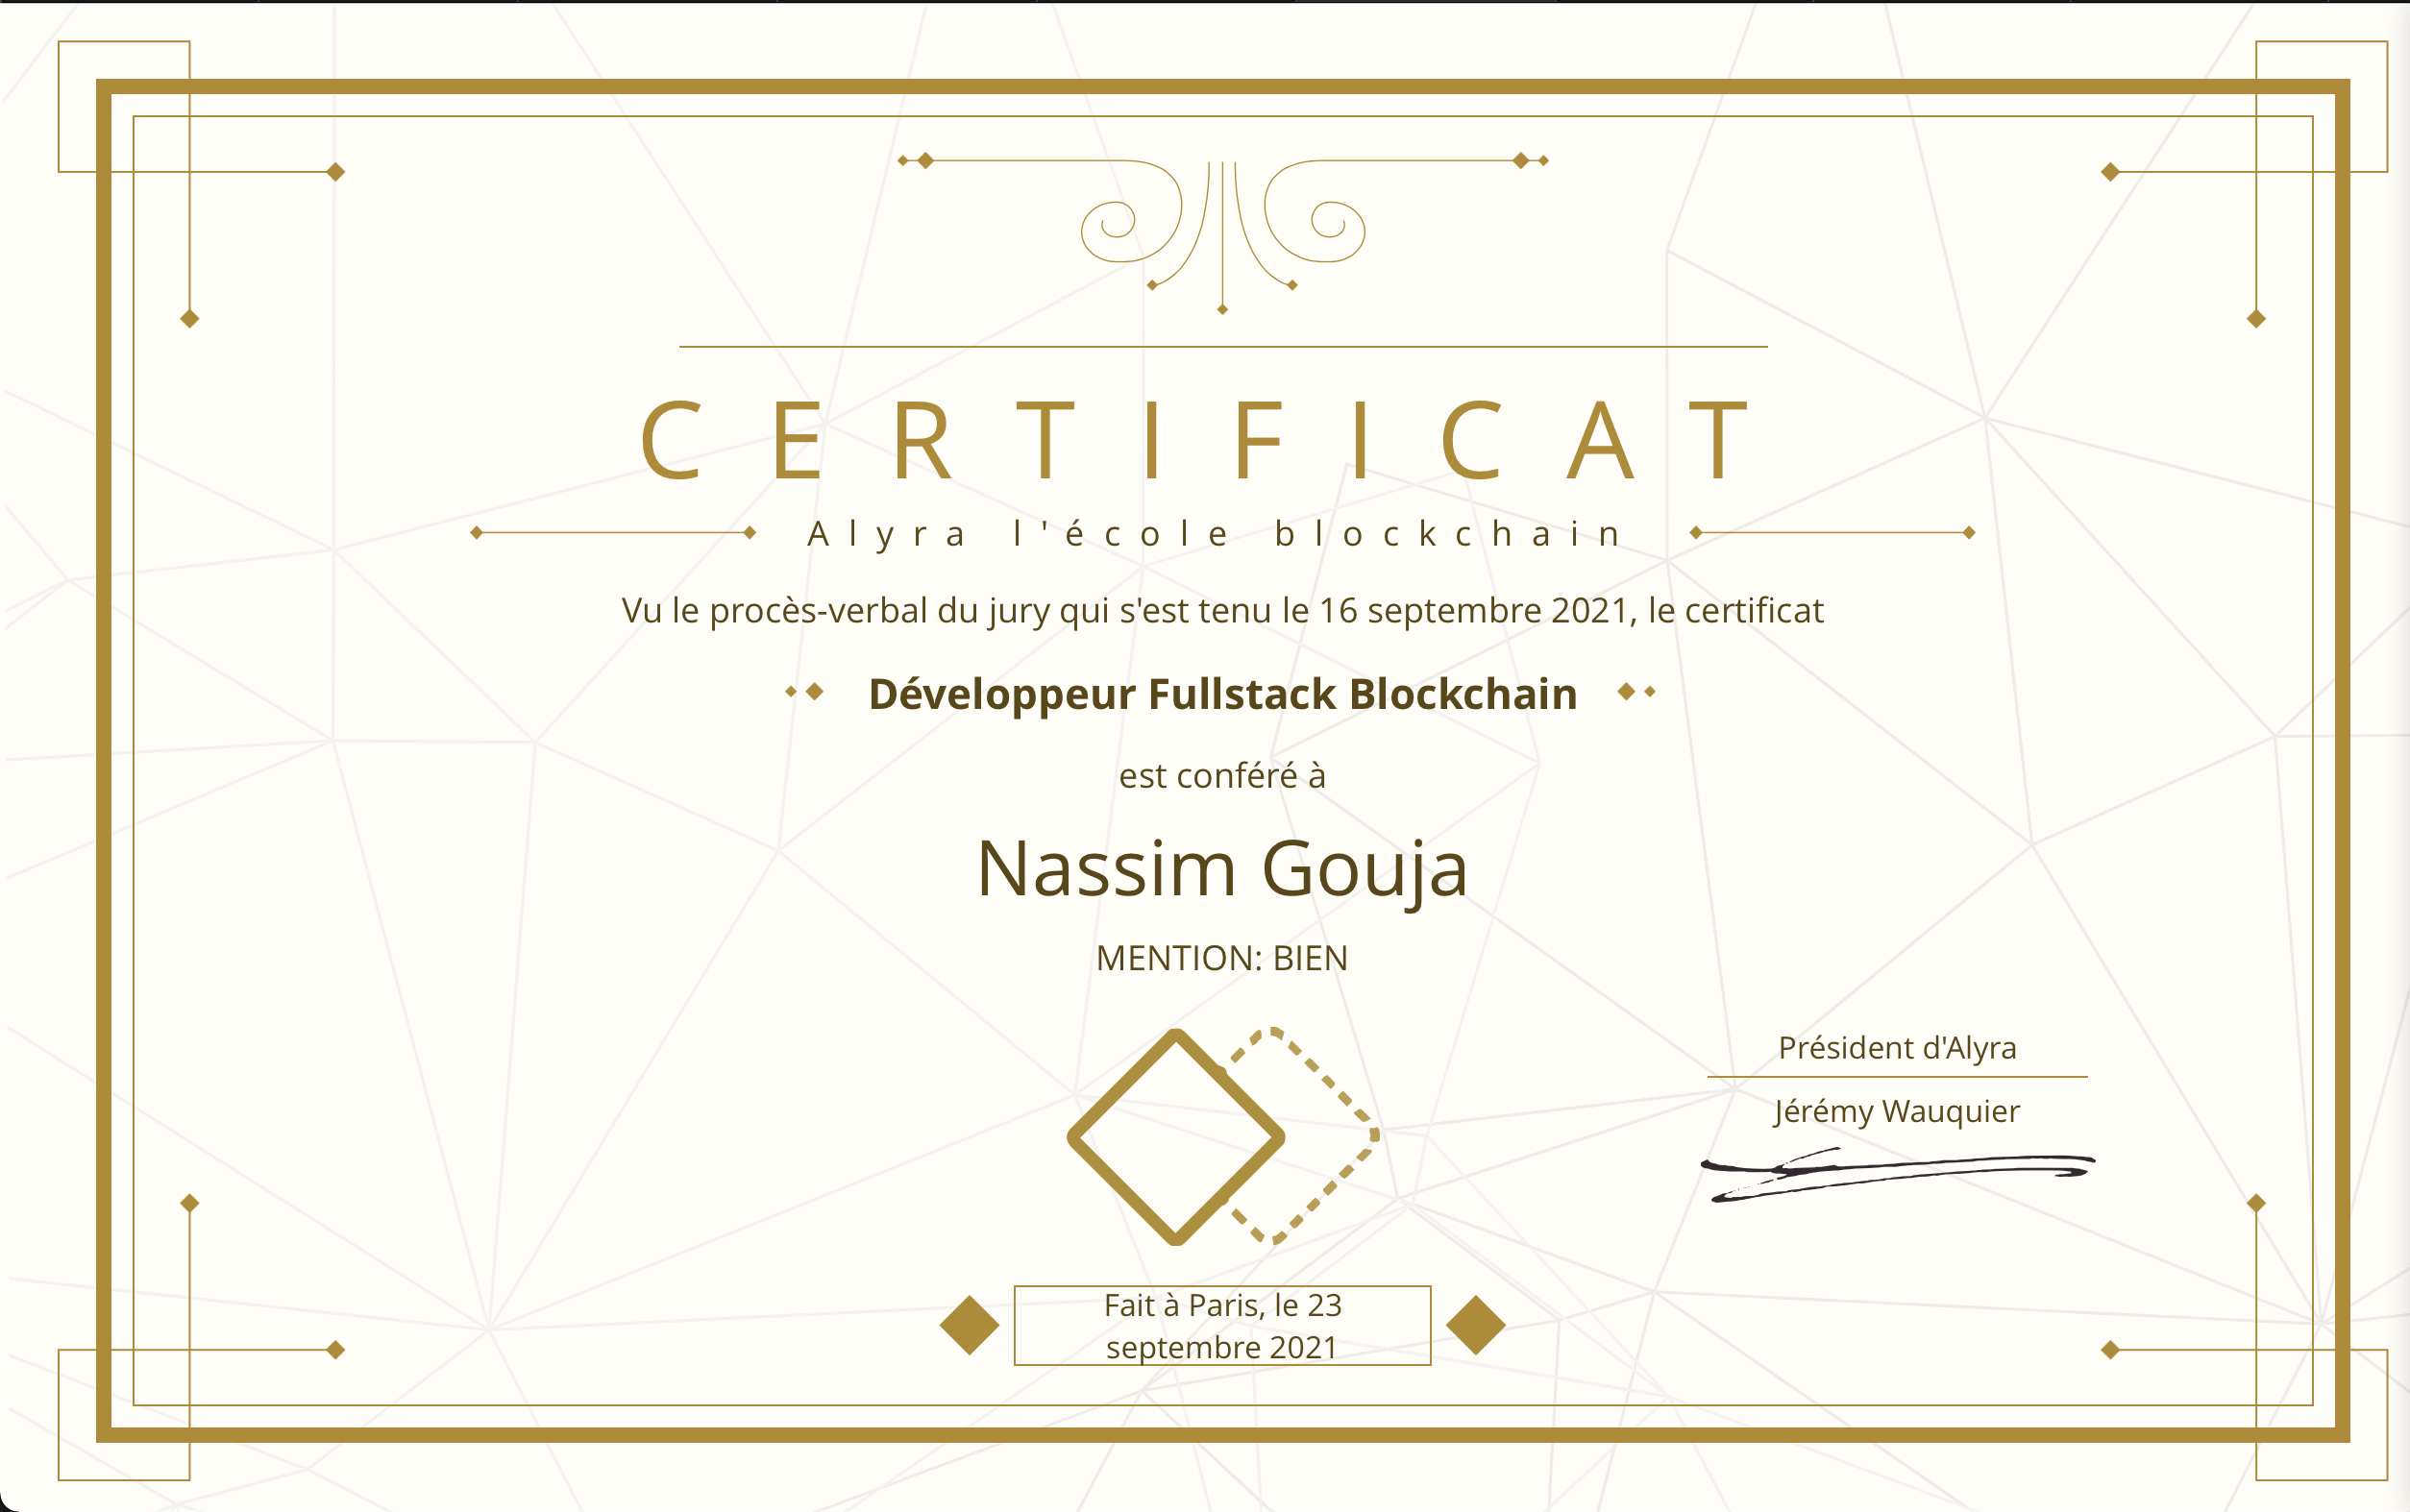 CERTIFICAT
Alyra l'école blockchain
Vu le procès-verbal du jury qui s'est tenu le 16 septembre 2021, le certificat
Développeur Fullstack Blockchain
est conféré à
Nassim Gouja
MENTION: BIEN
Président d'Alyra
Jérémy Wauquier
Fait à Paris, le 23
septembre 2021